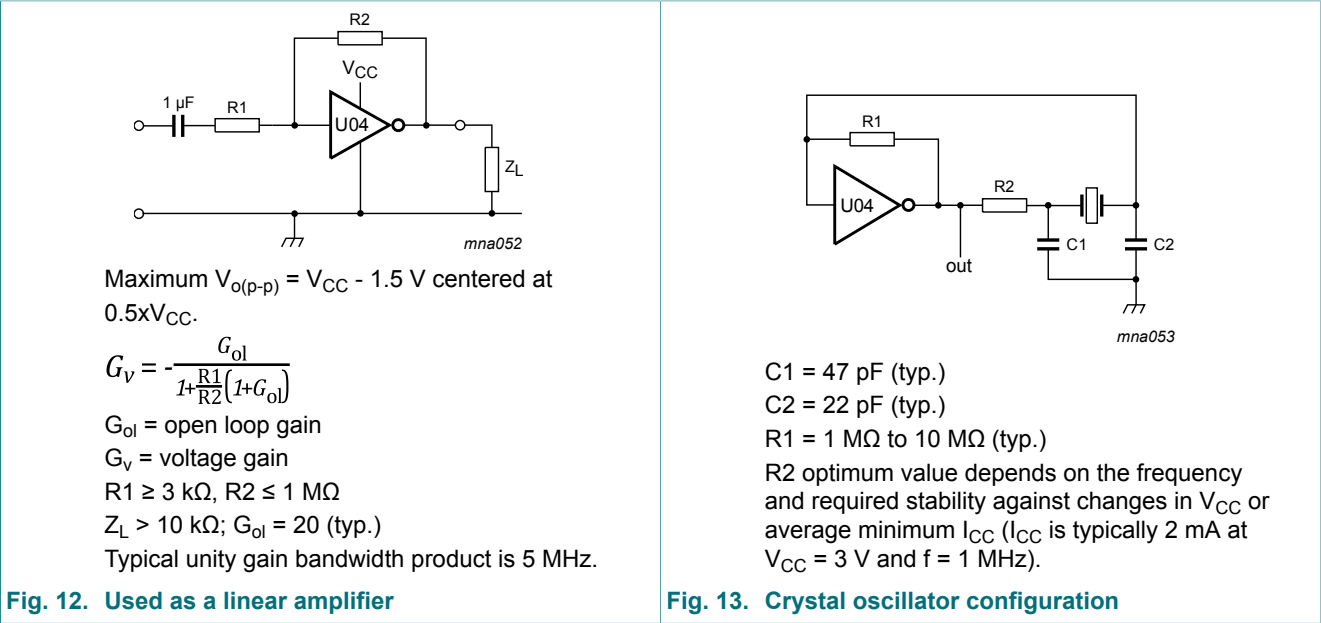 R2
V_CC
1 µF
R1
U04
Z_L
mna052
Maximum V_o(p-p) = V_CC - 1.5 V centered at
0.5xV_CC.
G_v = - G_ol / 1+ R1/R2 (1+G_ol)
G_ol = open loop gain
G_v = voltage gain
R1 ≥ 3 kΩ, R2 ≤ 1 MΩ
Z_L > 10 kΩ; G_ol = 20 (typ.)
Typical unity gain bandwidth product is 5 MHz.
Fig. 12. Used as a linear amplifier
R1
U04
R2
C1
C2
out
mna053
C1 = 47 pF (typ.)
C2 = 22 pF (typ.)
R1 = 1 MΩ to 10 MΩ (typ.)
R2 optimum value depends on the frequency
and required stability against changes in V_CC or
average minimum I_CC (I_CC is typically 2 mA at
V_CC = 3 V and f = 1 MHz).
Fig. 13. Crystal oscillator configuration